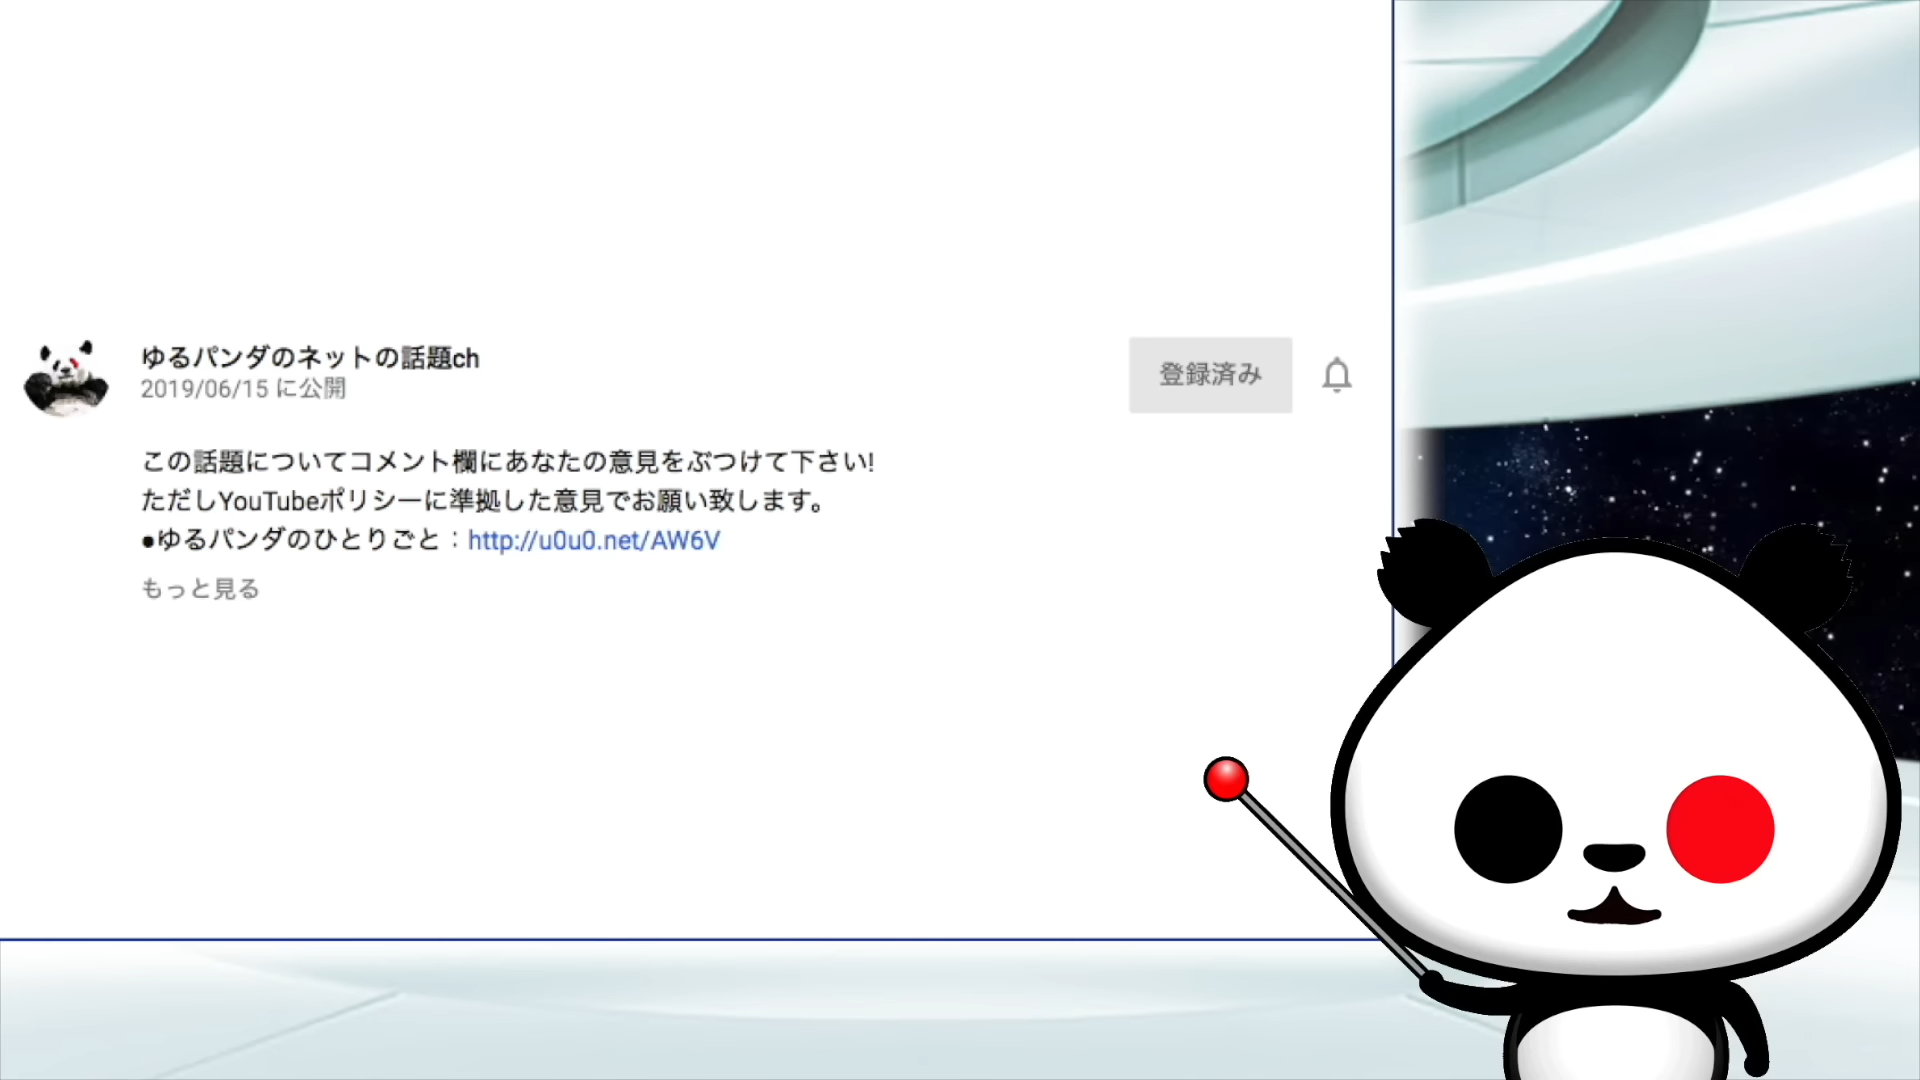 ゆるパンダのネットの話題ch
2019/06/15 に公開
登録済み
この話題についてコメント欄にあなたの意見をぶつけて下さい!
ただしYouTubeポリシーに準拠した意見でお願い致します。
●ゆるパンダのひとりごと：http://u0u0.net/AW6V
もっと見る